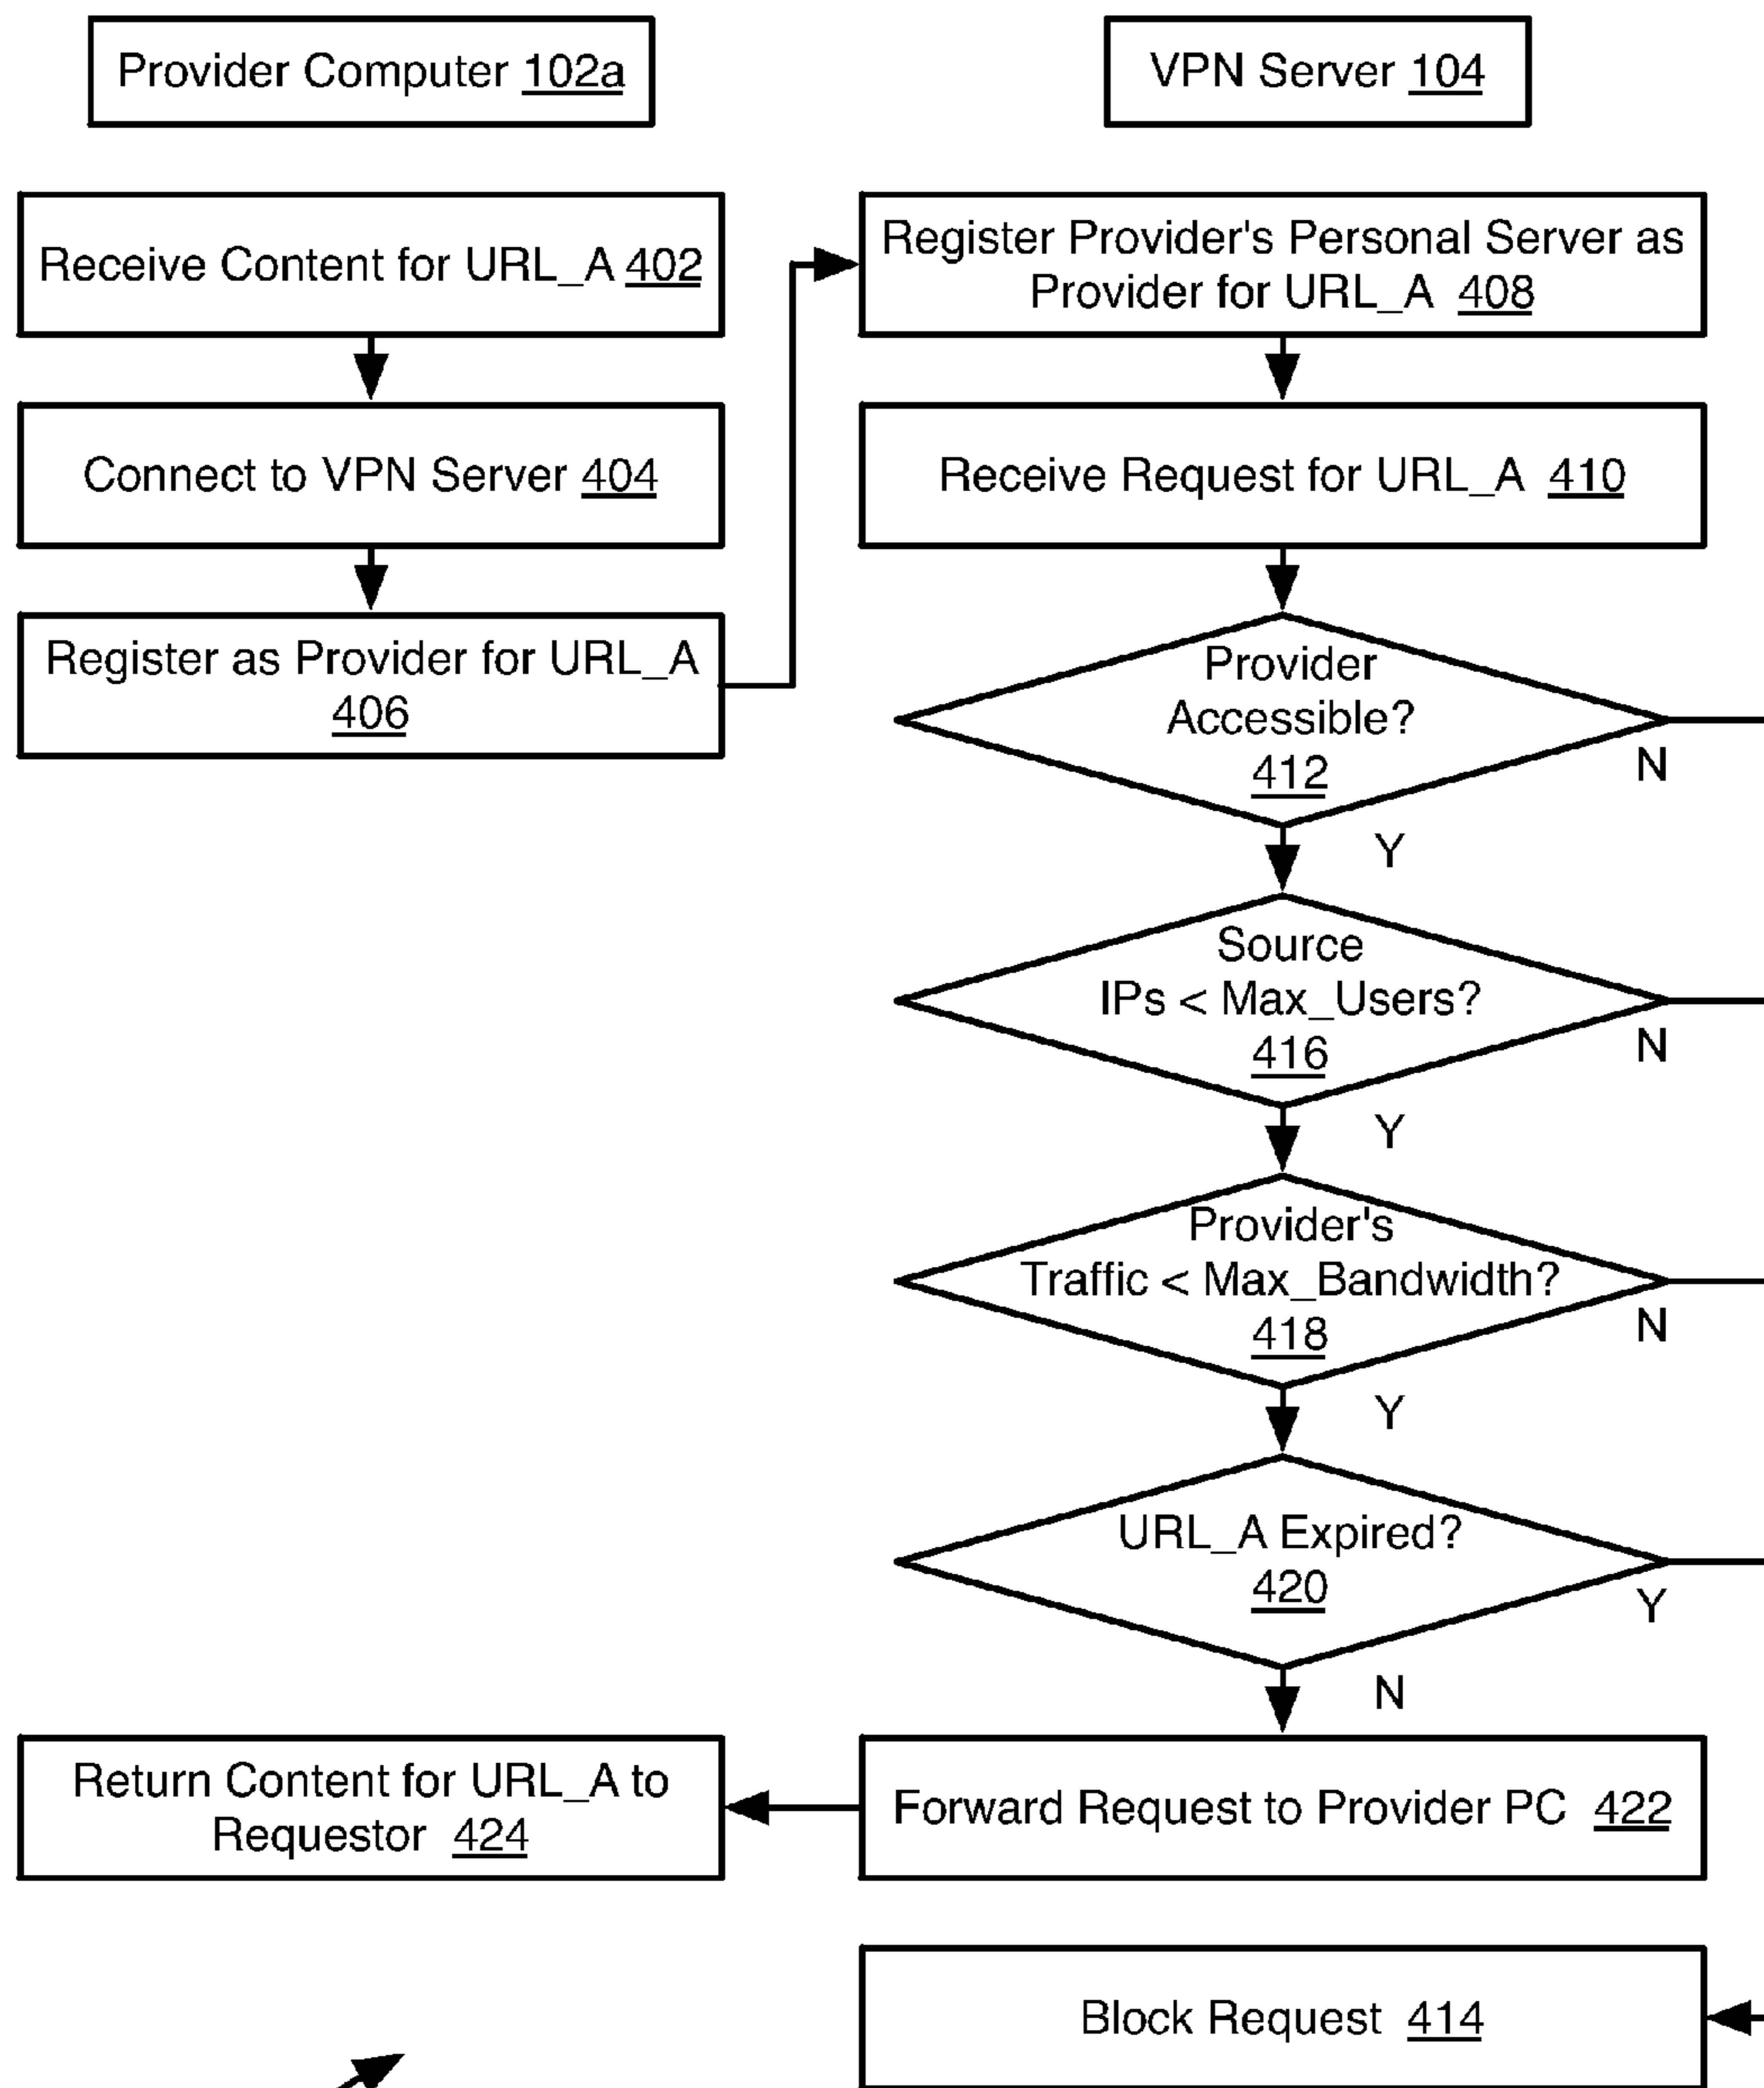 Provider Computer 102a
VPN Server 104
Receive Content for URL_A 402
Connect to VPN Server 404
Register as Provider for URL_A
406
Register Provider's Personal Server as
Provider for URL_A 408
Receive Request for URL_A 410
Provider
Accessible?
412
N
Y
Source
IPs < Max_Users?
416
N
Y
Provider's
Traffic < Max_Bandwidth?
418
N
Y
URL_A Expired?
420
Y
N
Forward Request to Provider PC 422
Return Content for URL_A to
Requestor 424
Block Request 414